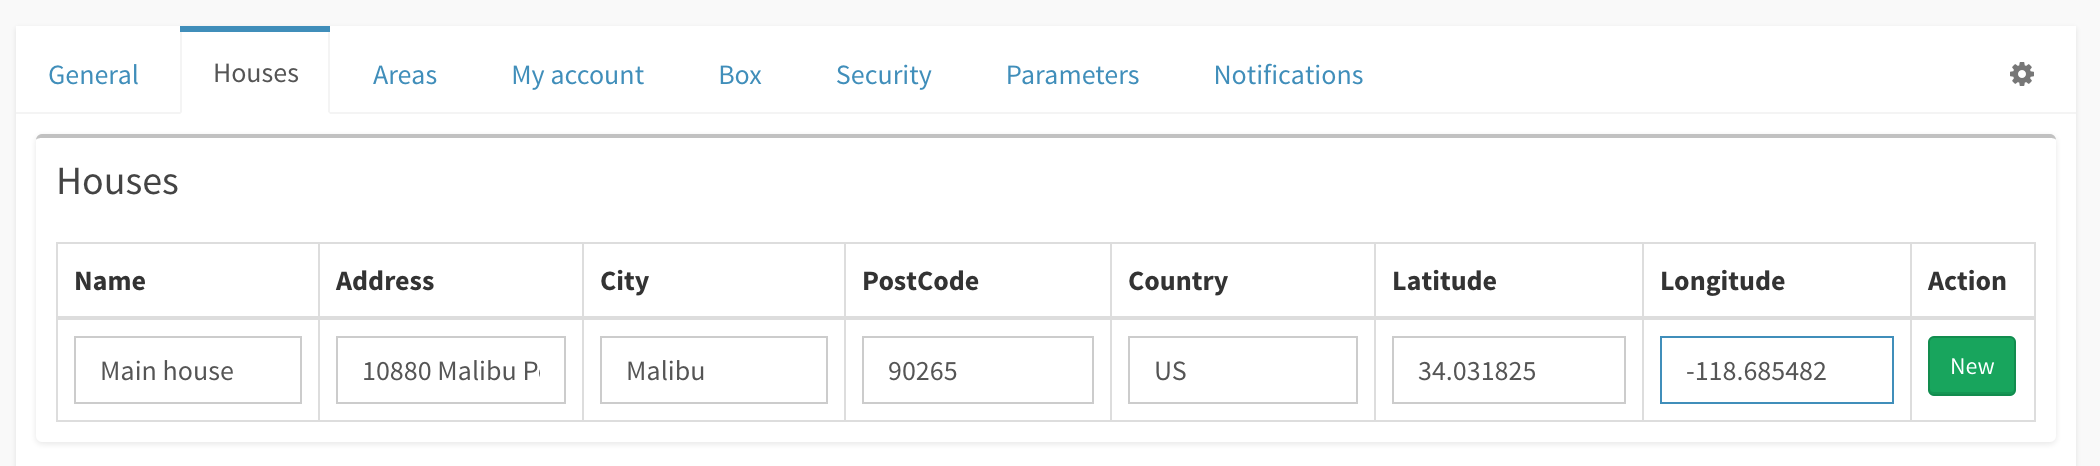 General Houses Areas My account Box Security Parameters Notifications
Houses
Name Address City PostCode Country Latitude Longitude Action
Main house 10880 Malibu Malibu 90265 US 34.031825 -118.685482 New